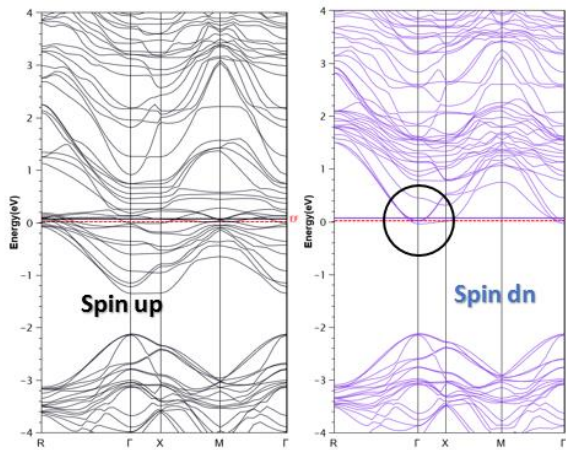 4
3
2
1
0
-1
-2
-3
-4
Energy(eV)
EF
Spin up
R Γ X M Γ
4
3
2
1
0
-1
-2
-3
-4
Energy(eV)
Spin dn
R Γ X M Γ